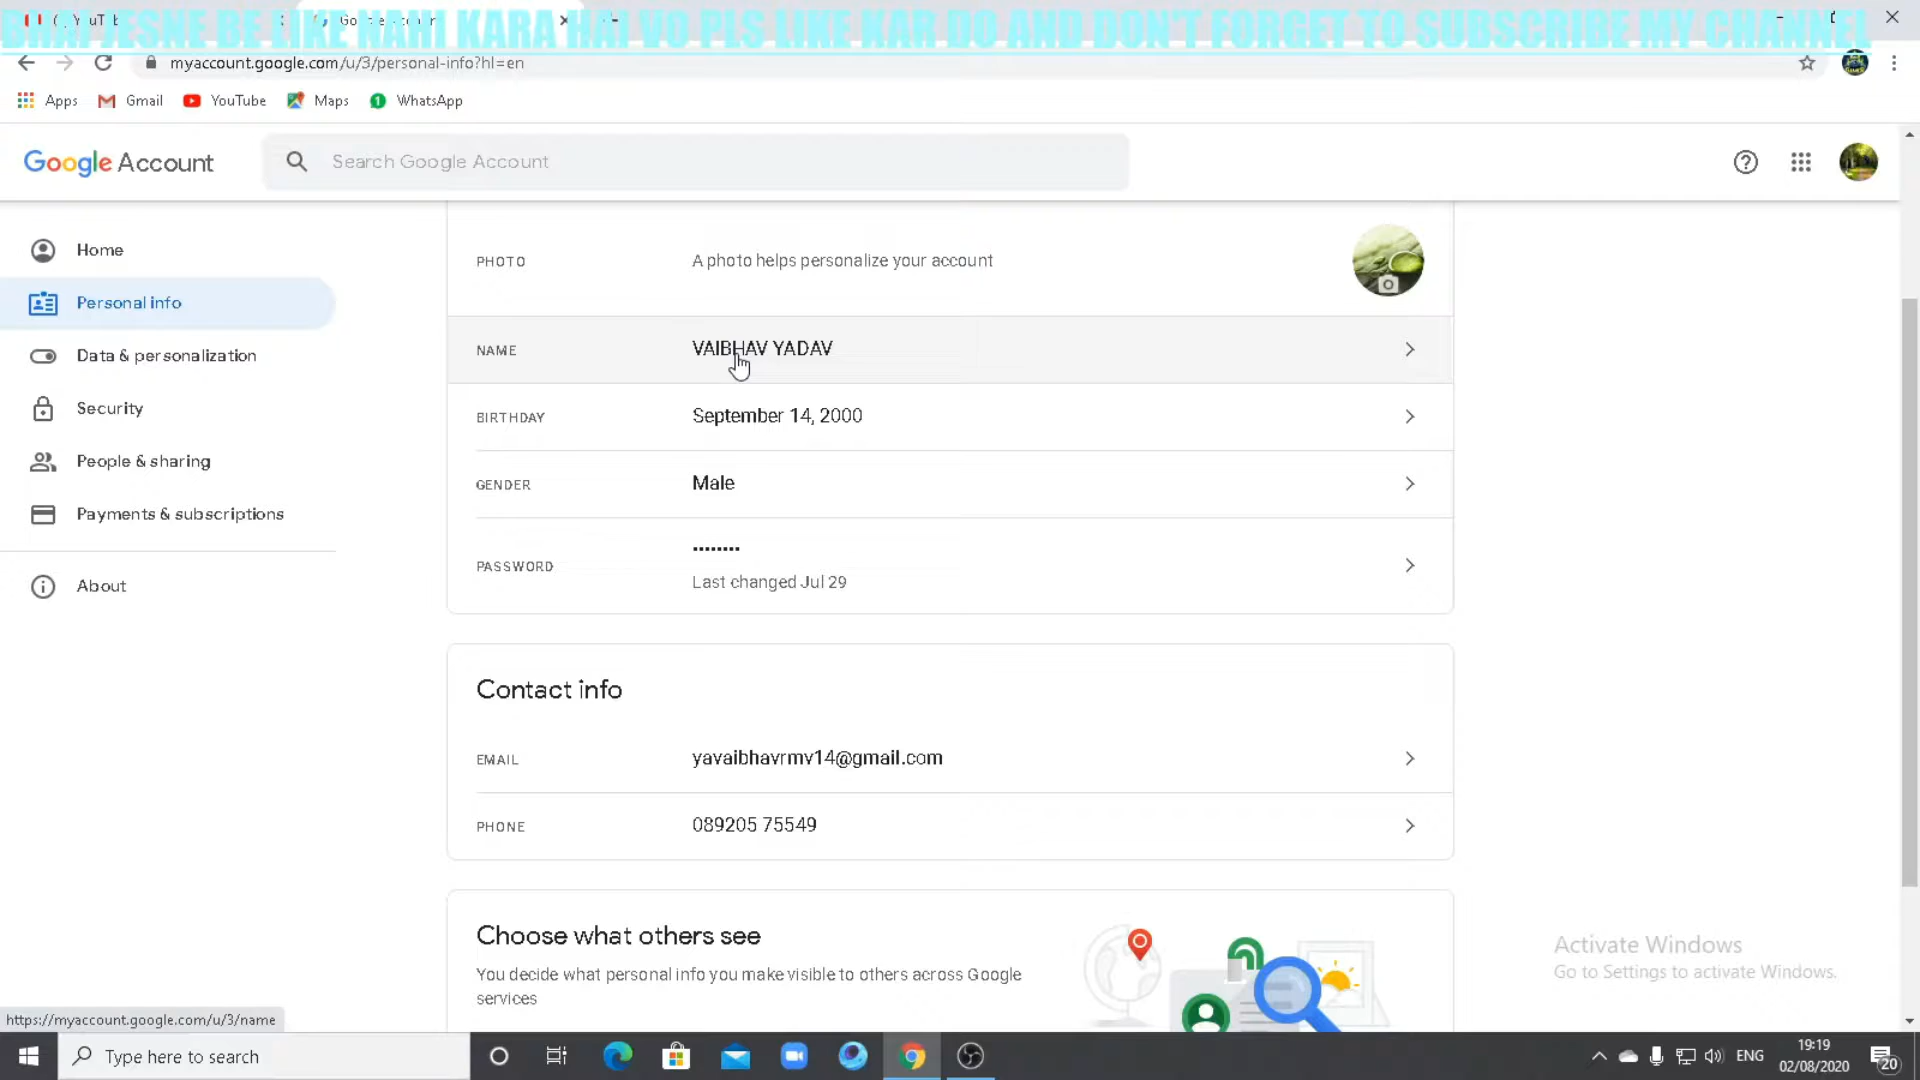 BHAI JESNE BE LIKE NAHI KARA HAI VO PLS LIKE KAR DO AND DON'T FORGET TO SUBSCRIBE MY CHANNEL
myaccount.google.com/u/3/personal-info?hl=en
Apps Gmail YouTube Maps WhatsApp
Google Account
Search Google Account
Home
Personal info
Data & personalization
Security
People & sharing
Payments & subscriptions
About
PHOTO A photo helps personalize your account
NAME VAIBHAV YADAV
BIRTHDAY September 14, 2000
GENDER Male
PASSWORD ••••••••
Last changed Jul 29
Contact info
EMAIL yavaibhavrmv14@gmail.com
PHONE 089205 75549
Choose what others see
You decide what personal info you make visible to others across Google
services
Activate Windows
Go to Settings to activate Windows.
https://myaccount.google.com/u/3/name
Type here to search
ENG
19:19
02/08/2020
20